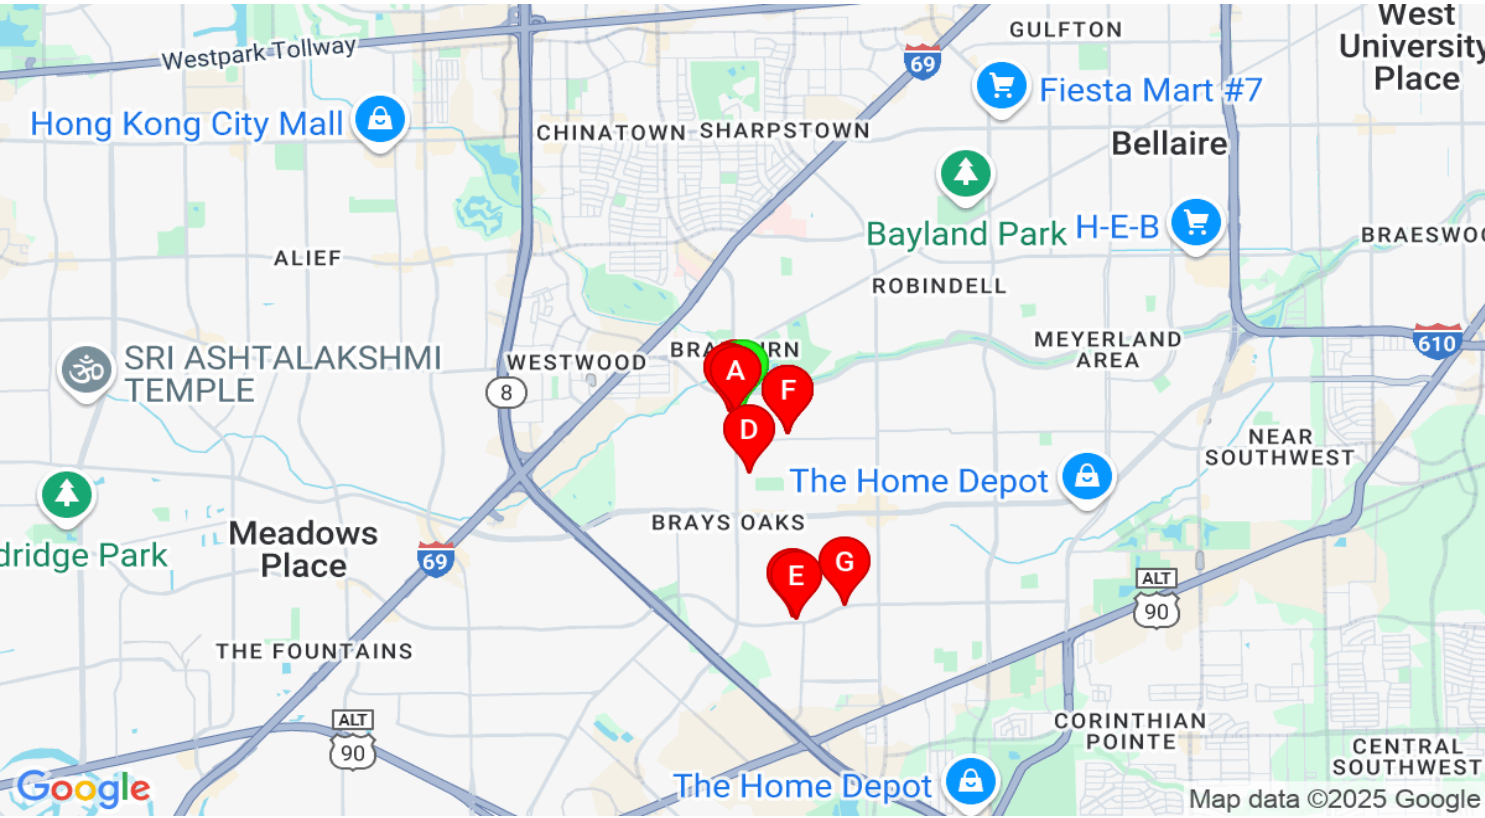 West
University
Place
GULFTON
Westpark Tollway
69
Fiesta Mart #7
Hong Kong City Mall
CHINATOWN
SHARPSTOWN
Bellaire
Bayland Park
H-E-B
ALIEF
ROBINDELL
SRI ASHTALAKSHMI
TEMPLE
WESTWOOD
8
A
F
D
MEYERLAND
AREA
610
NEAR
SOUTHWEST
The Home Depot
BRAYS OAKS
Meadows
Place
69
E
G
ALT
90
THE FOUNTAINS
ALT
90
CORINTHIAN
POINTE
CENTRAL
SOUTHWEST
The Home Depot
Google
Map data ©2025 Google